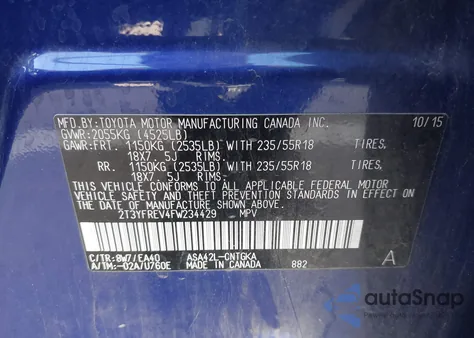 MFD.BY:TOYOTA MOTOR MANUFACTURING CANADA INC. 10/15
GVWR:2055KG (4525LB)
GAWR:FRT. 1150KG (2535LB) WITH 235/55R18 TIRES.
18X7. 5J RIMS.
RR. 1150KG (2535LB) WITH 235/55R18 TIRES.
18X7. 5J RIMS.
THIS VEHICLE CONFORMS TO ALL APPLICABLE FEDERAL MOTOR
VEHICLE SAFETY AND THEFT PREVENTION STANDARDS IN EFFECT ON
THE DATE OF MANUFACTURE SHOWN ABOVE.
2T3YFREV4FW234429 MPV
C/TR:8W7/EA40 ASA42L-CNTGKA
A/TM:-02A/U760E MADE IN CANADA 882 A
autoSnap